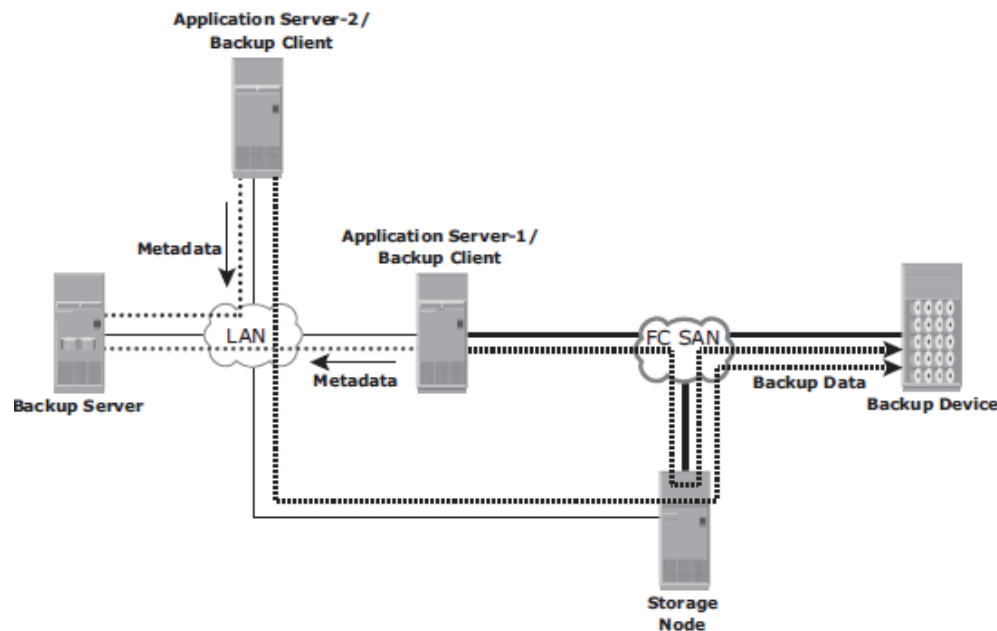 Application Server-2/
Backup Client
Metadata
Application Server-1/
Backup Client
LAN
FC SAN
Metadata
Backup Data
Backup Server
Backup Device
Storage
Node